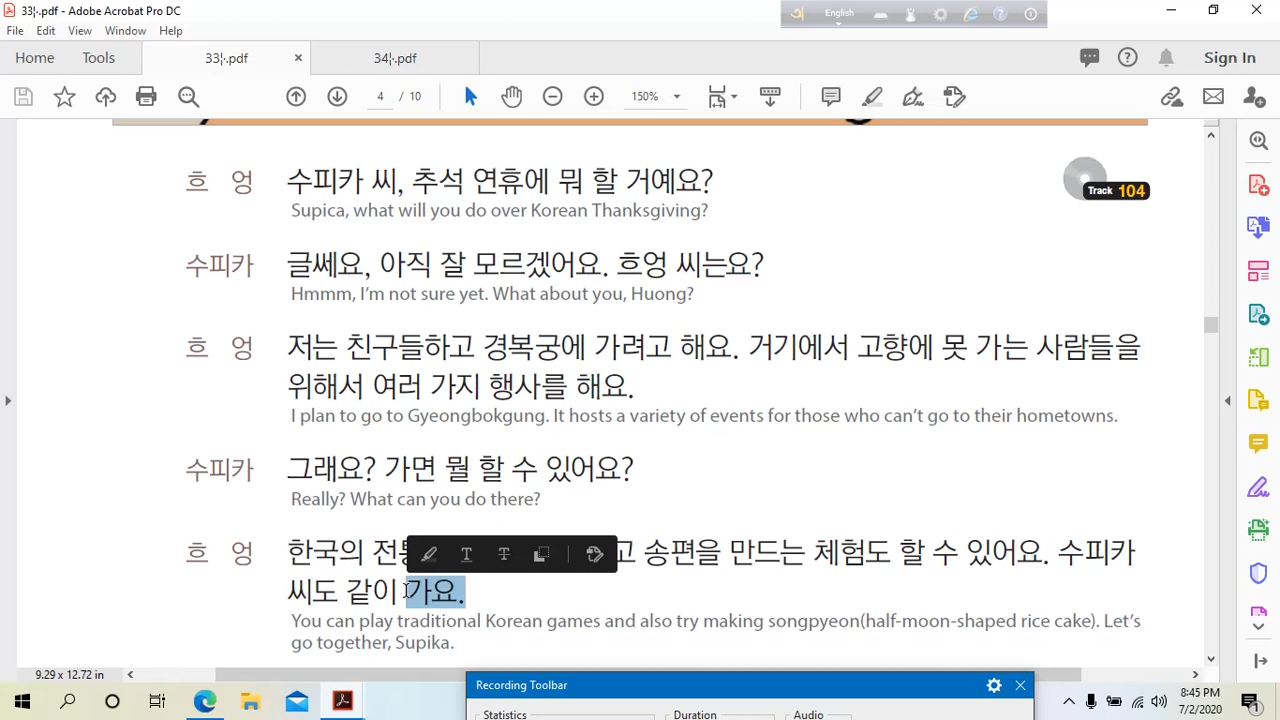 33¦·.pdf - Adobe Acrobat Pro DC
English
File Edit View Window Help
Home Tools 33¦·.pdf × 34¦·.pdf Sign In
4 / 10 150%
흐 엉 수피카 씨, 추석 연휴에 뭐 할 거예요?
Supica, what will you do over Korean Thanksgiving?
Track 104
수피카 글쎄요, 아직 잘 모르겠어요. 흐엉 씨는요?
Hmmm, I'm not sure yet. What about you, Huong?
흐 엉 저는 친구들하고 경복궁에 가려고 해요. 거기에서 고향에 못 가는 사람들을
위해서 여러 가지 행사를 해요.
I plan to go to Gyeongbokgung. It hosts a variety of events for those who can't go to their hometowns.
수피카 그래요? 가면 뭘 할 수 있어요?
Really? What can you do there?
흐 엉 한국의 고 송편을 만드는 체험도 할 수 있어요. 수피카
씨도 같이 가요.
You can play traditional Korean games and also try making songpyeon(half-moon-shaped rice cake). Let's
go together, Supika.
9.29 x 12.72 in
Recording Toolbar
Statistics Duration Audio
8:45 PM
7/2/2020